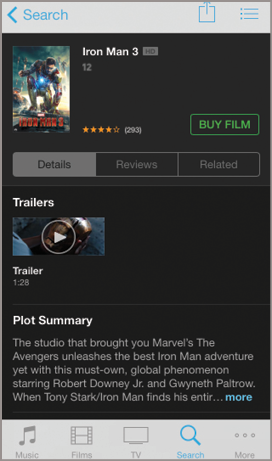 Search
Iron Man 3 HD
12
(293)
BUY FILM
Details Reviews Related
Trailers
Trailer
1:28
Plot Summary
The studio that brought you Marvel's The
Avengers unleashes the best Iron Man adventure
yet with this must-own, global phenomenon
starring Robert Downey Jr. and Gwyneth Paltrow.
When Tony Stark/Iron Man finds his entir... more
Music Films TV Search More